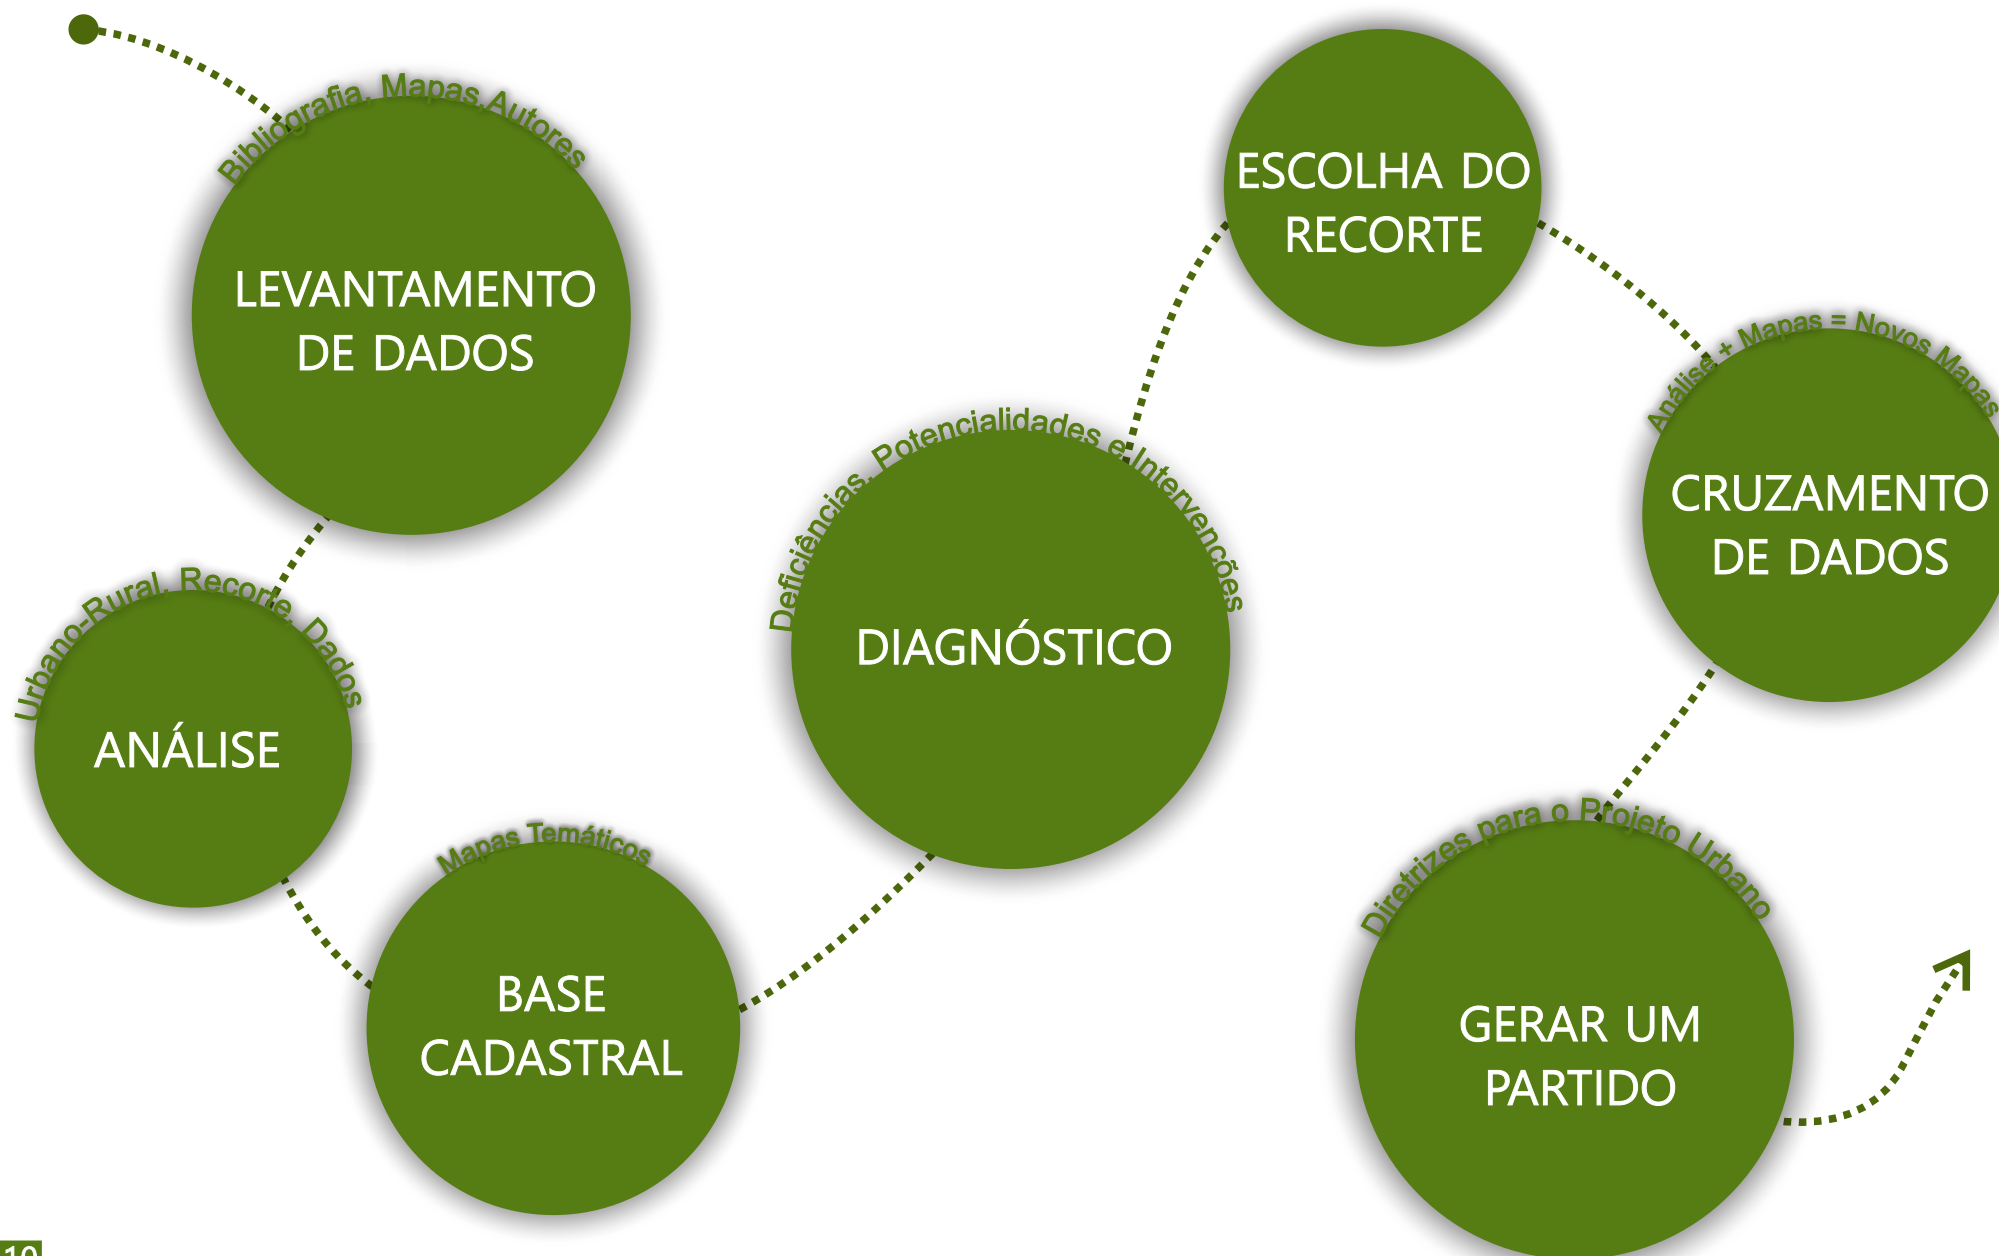 Bibliografia, Mapas,Autores
LEVANTAMENTO
DE DADOS
Urbano-Rural, Recorte, Dados
ANÁLISE
Mapas Temáticos
BASE
CADASTRAL
Deficiências, Potencialidades e Intervenções
DIAGNÓSTICO
ESCOLHA DO
RECORTE
Análise + Mapas = Novos Mapas
CRUZAMENTO
DE DADOS
Diretrizes para o Projeto Urbano
GERAR UM
PARTIDO
10